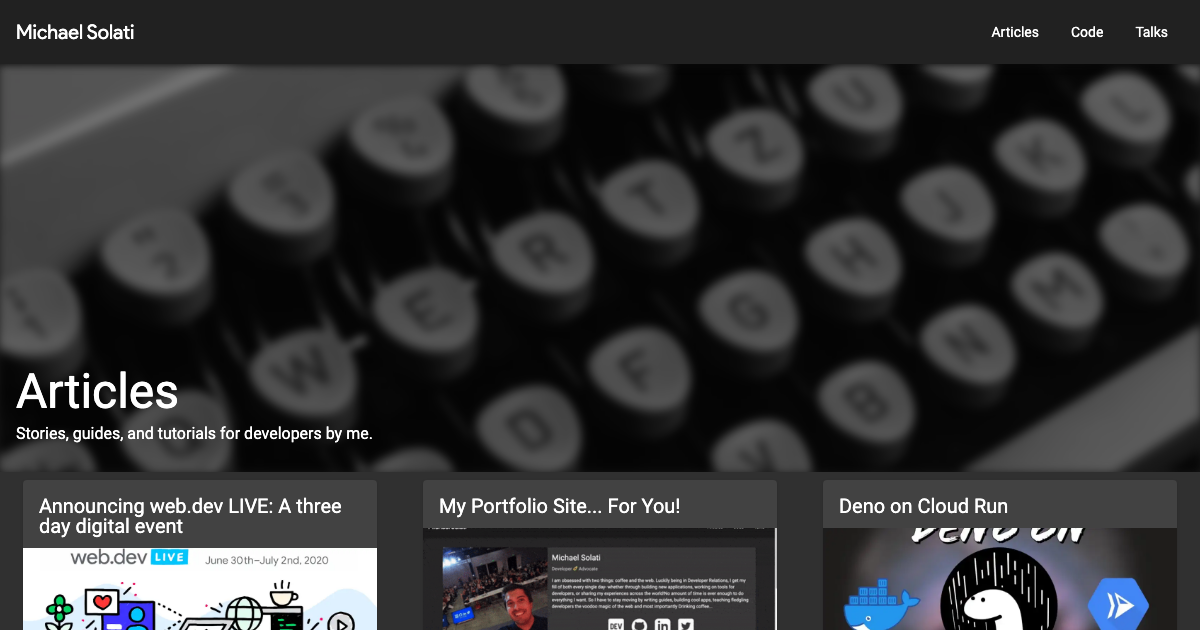 Michael Solati
Articles
Code
Talks
U
Z
K
T
J
R
H
E
G
M
W
F
N
D
B
V
Articles
Stories, guides, and tutorials for developers by me.
Announcing web.dev LIVE: A three
day digital event
web.dev LIVE June 30th–July 2nd, 2020
My Portfolio Site... For You!
Michael Solati
Developer Advocate
I am obsessed with two things: coffee and the web. Luckily being in Developer Relations, I get my
fill of both every single day: whether through building new applications, working on tools for
developers, or sharing my experiences across the world!No amount of time is ever enough to do
everything I want. So I have to stay moving by writing guides, building cool apps, teaching fledgling
developers the voodoo magic of the web and most importantly Drinking coffee...
DEV
Deno on Cloud Run
DENO ON